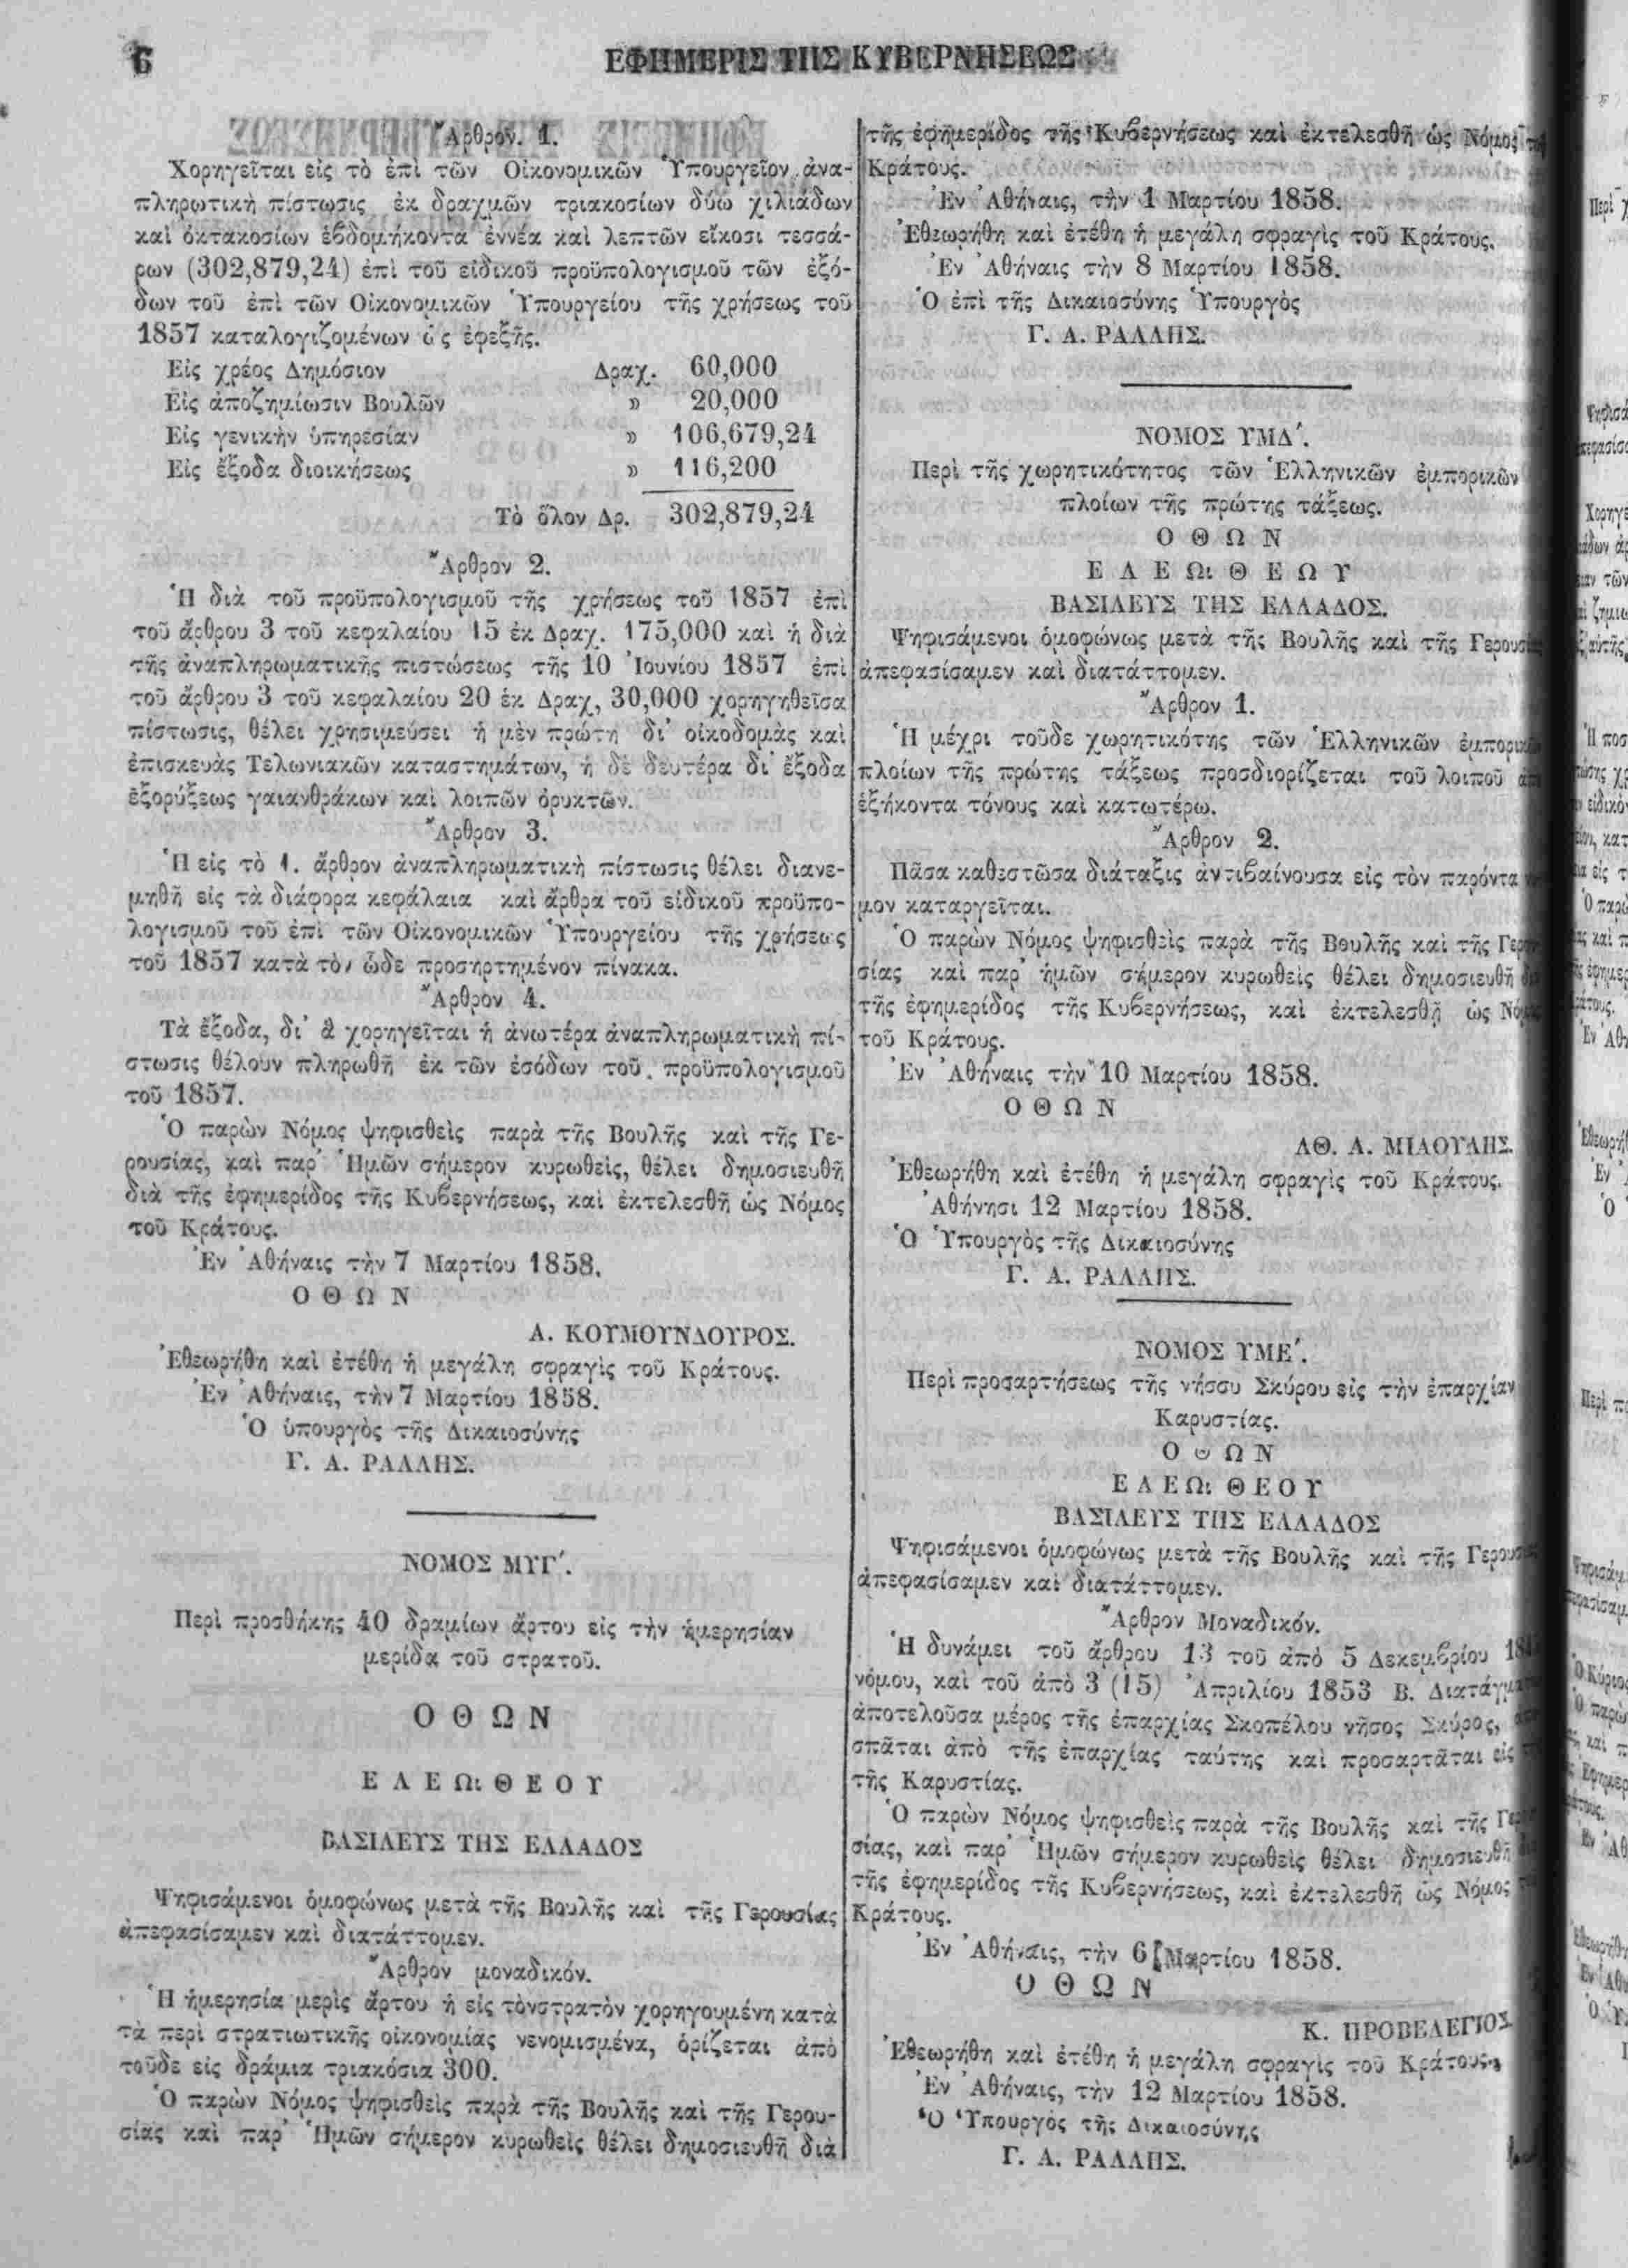 6
ΕΦΗΜΕΡΙΣ ΤΗΣ ΚΥΒΕΡΝΗΣΕΩΣ
Ἄρθρον. 1.
Χορηγεῖται εἰς τὸ ἐπὶ τῶν Οἰκονομικῶν Ὑπουργεῖον ἀνα-
πληρωτικὴ πίστωσις ἐκ δραχμῶν τριακοσίων δύω χιλιάδων
καὶ ὀκτακοσίων ἑβδομήκοντα ἐννέα καὶ λεπτῶν εἴκοσι τεσσά-
ρων (302,879,24) ἐπὶ τοῦ εἰδικοῦ προϋπολογισμοῦ τῶν ἐξό-
δων τοῦ ἐπὶ τῶν Οἰκονομικῶν Ὑπουργείου τῆς χρήσεως τοῦ
1857 καταλογιζομένων ὡς ἐφεξῆς.
Εἰς χρέος Δημόσιον Δραχ. 60,000
Εἰς ἀποζημίωσιν Βουλῶν » 20,000
Εἰς γενικὴν ὑπηρεσίαν » 106,679,24
Εἰς ἔξοδα διοικήσεως » 116,200
Τὸ ὅλον Δρ. 302,879,24
Ἄρθρον 2.
Ἡ διὰ τοῦ προϋπολογισμοῦ τῆς χρήσεως τοῦ 1857 ἐπὶ
τοῦ ἄρθρου 3 τοῦ κεφαλαίου 15 ἐκ Δραχ. 175,000 καὶ ἡ διὰ
τῆς ἀναπληρωματικῆς πιστώσεως τῆς 10 Ἰουνίου 1857 ἐπὶ
τοῦ ἄρθρου 3 τοῦ κεφαλαίου 20 ἐκ Δραχ, 30,000 χορηγηθεῖσα
πίστωσις, θέλει χρησιμεύσει ἡ μὲν πρώτη δι' οἰκοδομὰς καὶ
ἐπισκευὰς Τελωνιακῶν καταστημάτων, ἡ δὲ δευτέρα δι' ἔξοδα
ἐξορύξεως γαιανθράκων καὶ λοιπῶν ὀρυκτῶν.
Ἄρθρον 3.
Ἡ εἰς τὸ 1. ἄρθρον ἀναπληρωματικὴ πίστωσις θέλει διανε-
μηθῆ εἰς τὰ διάφορα κεφάλαια καὶ ἄρθρα τοῦ εἰδικοῦ προϋπο-
λογισμοῦ τοῦ ἐπὶ τῶν Οἰκονομικῶν Ὑπουργείου τῆς χρήσεως
τοῦ 1857 κατὰ τὸν ὧδε προσηρτημένον πίνακα.
Ἄρθρον 4.
Τὰ ἔξοδα, δι' ἃ χορηγεῖται ἡ ἀνωτέρα ἀναπληρωματικὴ πί-
στωσις θέλουν πληρωθῆ ἐκ τῶν ἐσόδων τοῦ. προϋπολογισμοῦ
τοῦ 1857.
Ὁ παρὼν Νόμος ψηφισθεὶς παρὰ τῆς Βουλῆς καὶ τῆς Γε-
ρουσίας, καὶ παρ' Ἡμῶν σήμερον κυρωθεὶς, θέλει δημοσιευθῆ
διὰ τῆς ἐφημερίδος τῆς Κυβερνήσεως, καὶ ἐκτελεσθῆ ὡς Νόμος
τοῦ Κράτους.
Ἐν Ἀθήναις τὴν 7 Μαρτίου 1858.
Ο Θ Ω Ν
Α. ΚΟΥΜΟΥΝΔΟΥΡΟΣ.
Ἐθεωρήθη καὶ ἐτέθη ἡ μεγάλη σφραγὶς τοῦ Κράτους.
Ἐν Ἀθήναις, τὴν 7 Μαρτίου 1858.
Ὁ ὑπουργὸς τῆς Δικαιοσύνης
Γ. Α. ΡΑΛΛΗΣ.
ΝΟΜΟΣ ΜΥΓ΄.
Περὶ προσθήκης 40 δραμίων ἄρτου εἰς τὴν ἡμερησίαν
μερίδα τοῦ στρατοῦ.
Ο Θ Ω Ν
Ε Λ Ε Ωι Θ Ε Ο Υ
ΒΑΣΙΛΕΥΣ ΤΗΣ ΕΛΛΑΔΟΣ
Ψηφισάμενοι ὁμοφώνως μετὰ τῆς Βουλῆς καὶ τῆς Γερουσίας
ἀπεφασίσαμεν καὶ διατάττομεν.
Ἄρθρον μοναδικόν.
Ἡ ἡμερησία μερὶς ἄρτου ἡ εἰς τὸνστρατὸν χορηγουμένη κατὰ
τὰ περὶ στρατιωτικῆς οἰκονομίας νενομισμένα, ὁρίζεται ἀπὸ
τοῦδε εἰς δράμια τριακόσια 300.
Ὁ παρὼν Νόμος ψηφισθεὶς παρὰ τῆς Βουλῆς καὶ τῆς Γερου-
σίας καὶ παρ' Ἡμῶν σήμερον κυρωθεὶς θέλει δημοσιευθῆ διὰ
τῆς ἐφημερίδος τῆς Κυβερνήσεως καὶ ἐκτελεσθῆ ὡς Νόμος
Κράτους.
Ἐν Ἀθήναις, τὴν 1 Μαρτίου 1858.
Ἐθεωρήθη καὶ ἐτέθη ἡ μεγάλη σφραγὶς τοῦ Κράτους.
Ἐν Ἀθήναις τὴν 8 Μαρτίου 1858.
Ὁ ἐπὶ τῆς Δικαιοσύνης Ὑπουργὸς
Γ. Α. ΡΑΛΛΗΣ.
ΝΟΜΟΣ ΥΜΔ΄.
Περὶ τῆς χωρητικότητος τῶν Ἑλληνικῶν ἐμπορικῶν
πλοίων τῆς πρώτης τάξεως.
Ο Θ Ω Ν
Ε Λ Ε Ωι Θ Ε Ω Υ
ΒΑΣΙΛΕΥΣ ΤΗΣ ΕΛΛΑΔΟΣ.
Ψηφισάμενοι ὁμοφώνως μετὰ τῆς Βουλῆς καὶ τῆς
ἀπεφασίσαμεν καὶ διατάττομεν.
Ἄρθρον 1.
Ἡ μέχρι τοῦδε χωρητικότης τῶν Ἑλληνικῶν
πλοίων τῆς πρώτης τάξεως προσδιορίζεται τοῦ λοιποῦ
ἑξήκοντα τόνους καὶ κατωτέρω.
Ἄρθρον 2.
Πᾶσα καθεστῶσα διάταξις ἀντιβαίνουσα εἰς τὸν παρόντα
μον καταργεῖται.
Ὁ παρὼν Νόμος ψηφισθεὶς παρὰ τῆς Βουλῆς καὶ τῆς
σίας καὶ παρ' ἡμῶν σήμερον κυρωθεὶς θέλει δημοσιευθῆ
τῆς ἐφημερίδος τῆς Κυβερνήσεως, καὶ ἐκτελεσθῆ ὡς
τοῦ Κράτους.
Ἐν Ἀθήναις τὴν 10 Μαρτίου 1858.
Ο Θ Ω Ν
ΑΘ. Α. ΜΙΑΟΥΛΗΣ.
Ἐθεωρήθη καὶ ἐτέθη ἡ μεγάλη σφραγὶς τοῦ Κράτους.
Ἀθήνησι 12 Μαρτίου 1858.
Ὁ Ὑπουργὸς τῆς Δικαιοσύνης
Γ. Α. ΡΑΛΛΗΣ.
ΝΟΜΟΣ ΥΜΕ΄.
Περὶ προσαρτήσεως τῆς νήσσυ Σκύρου εἰς τὴν ἐπαρχίαν
Καρυστίας.
Ο Θ Ω Ν
Ε Λ Ε Ωι Θ Ε Ο Υ
ΒΑΣΙΛΕΥΣ ΤΗΣ ΕΛΛΑΔΟΣ
Ψηφισάμενοι ὁμοφώνως μετὰ τῆς Βουλῆς καὶ τῆς
ἀπεφασίσαμεν καὶ διατάττομεν.
Ἄρθρον Μοναδικόν.
Ἡ δυνάμει τοῦ ἄρθρου 13 τοῦ ἀπὸ 5 Δεκεμβρίου
νόμου, καὶ τοῦ ἀπὸ 3 (15) Ἀπριλίου 1853 Β.
ἀποτελοῦσα μέρος τῆς ἐπαρχίας Σκοπέλου νῆσος Σκύρος,
σπᾶται ἀπὸ τῆς ἐπαρχίας ταύτης καὶ προσαρτᾶται εἰς
τῆς Καρυστίας.
Ὁ παρὼν Νόμος ψηφισθεὶς παρὰ τῆς Βουλῆς καὶ τῆς
σίας, καὶ παρ' Ἡμῶν σήμερον κυρωθεὶς θέλει δημοσιευθῆ
τῆς ἐφημερίδος τῆς Κυβερνήσεως, καὶ ἐκτελεσθῆ ὡς Νόμος
Κράτους.
Ἐν Ἀθήναις, τὴν 6 Μαρτίου 1858.
Ο Θ Ω Ν
Κ. ΠΡΟΒΕΛΕΓΙΟΣ
Ἐθεωρήθη καὶ ἐτέθη ἡ μεγάλη σφραγὶς τοῦ Κράτους.
Ἐν Ἀθήναις, τὴν 12 Μαρτίου 1858.
Ὁ Ὑπουργὸς τῆς Δικαιοσύνης
Γ. Α. ΡΑΛΛΗΣ.